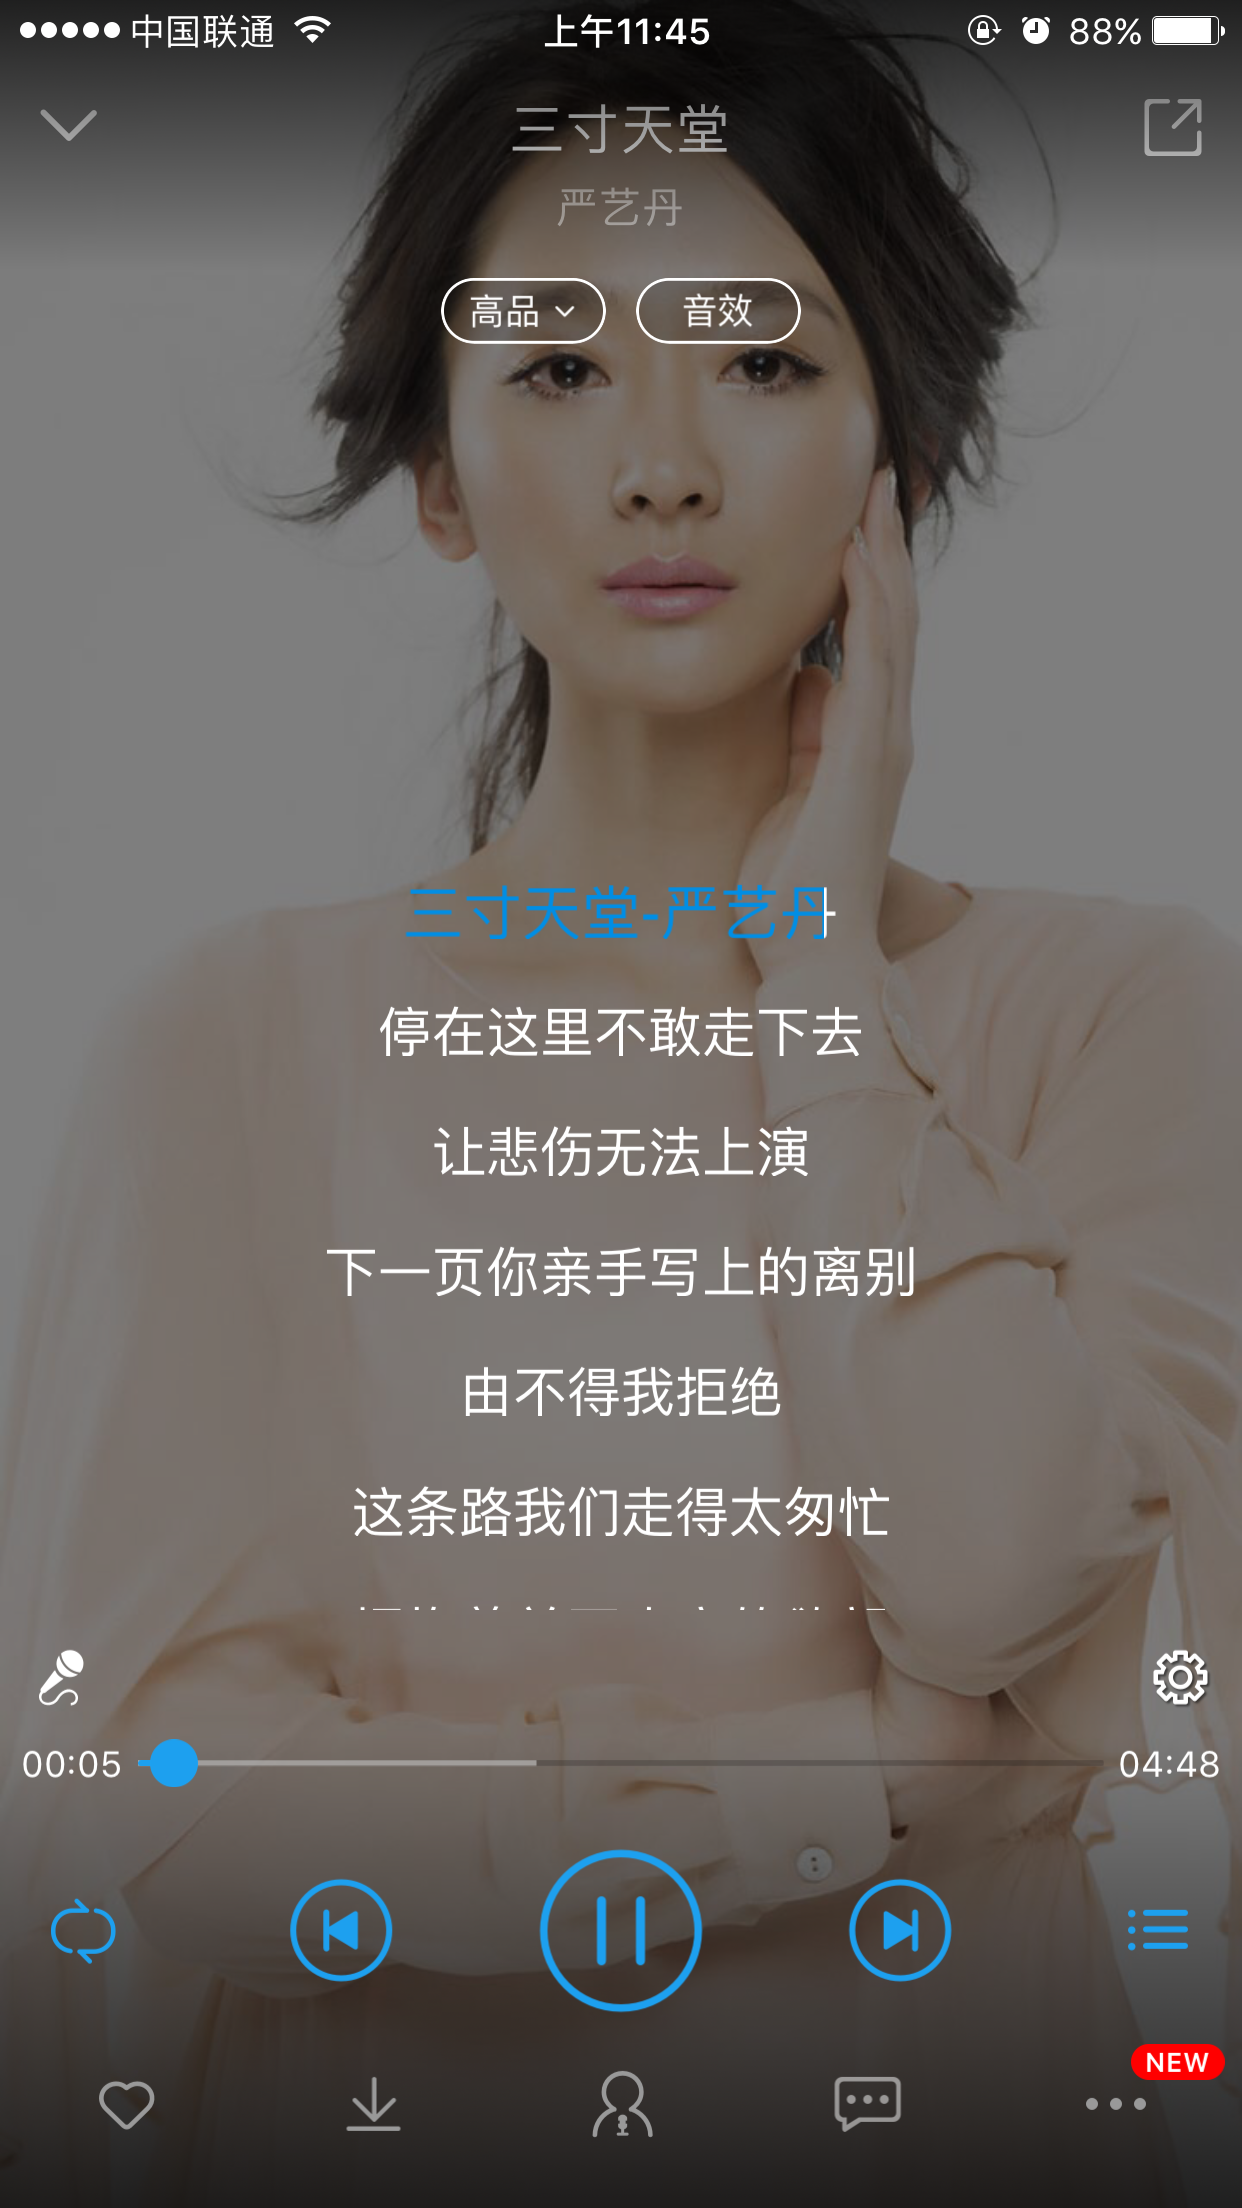 中国联通
上午11:45
88%
三寸天堂
严艺丹
高品
音效
三寸天堂-严艺丹
停在这里不敢走下去
让悲伤无法上演
下一页你亲手写上的离别
由不得我拒绝
这条路我们走得太匆忙
00:05
04:48
NEW